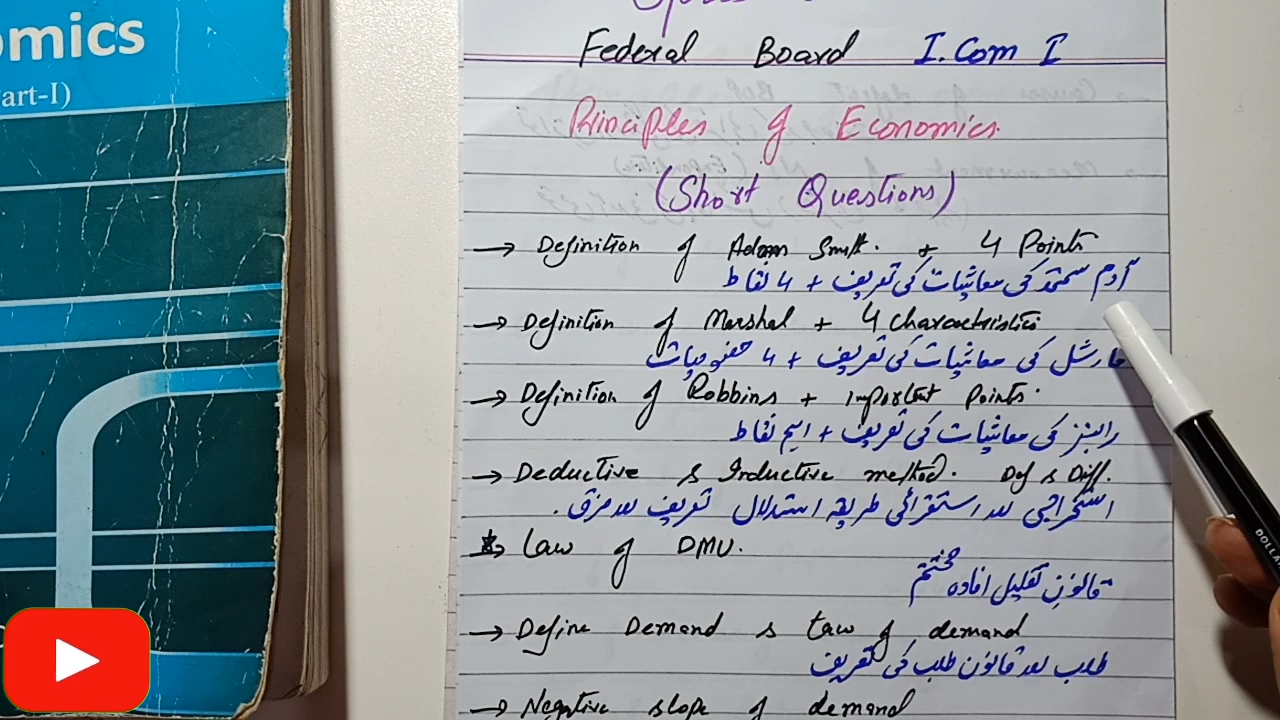 omics
art-I)
Federal Board I.Com I
Principles of Economics.
(Short Questions)
→ Definition of Adam Smith. + 4 Points
آدم سمتھ کی معاشیات کی تعریف + 4 نقاط
→ Definition of Marshal + 4 Characteristics
مارشل کی معاشیات کی تعریف + 4 خصوصیات
→ Definition of Robbins + important Points.
رابنز کی معاشیات کی تعریف + اہم نقاط
→ Deductive & Inductive method. Def & Diff.
استخراجی اور استقرائی طریقہ استدلال تعریف اور فرق.
→ Law of DMU.
قانونِ تقلیل افادہ مختتم
→ Define Demand & Law of demand
طلب اور قانون طلب کی تعریف
→ Negative slope of demand
DOLLA